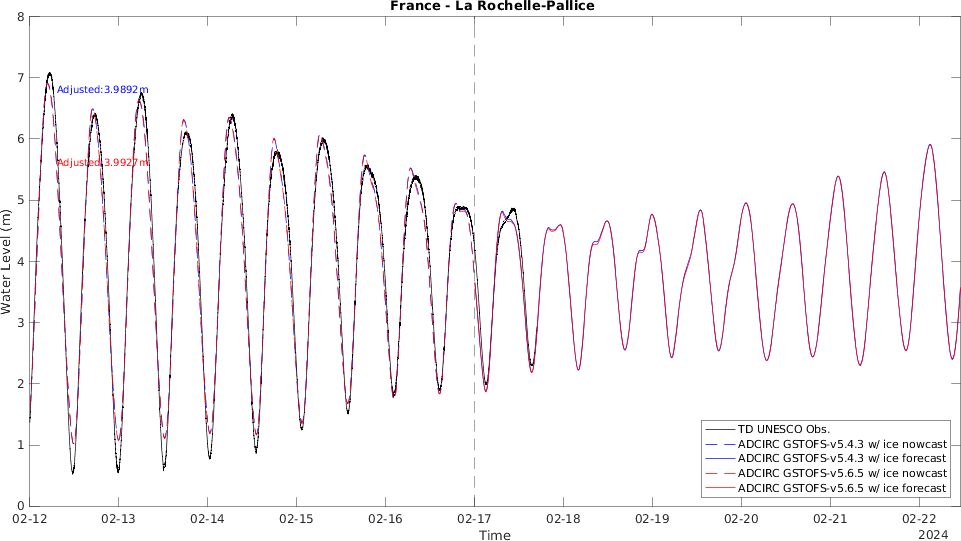 France - La Rochelle-Pallice
8
7
6
5
4
3
2
1
0
Water Level (m)
Adjusted:3.9892m
Adjusted:3.9927m
TD UNESCO Obs.
ADCIRC GSTOFS-v5.4.3 w/ ice nowcast
ADCIRC GSTOFS-v5.4.3 w/ ice forecast
ADCIRC GSTOFS-v5.6.5 w/ ice nowcast
ADCIRC GSTOFS-v5.6.5 w/ ice forecast
02-12 02-13 02-14 02-15 02-16 02-17 02-18 02-19 02-20 02-21 02-22
Time
2024